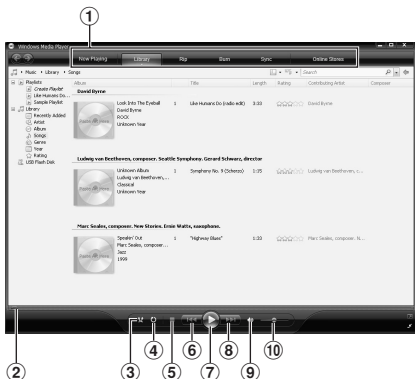 1
Windows Media Player
Now Playing Library Rip Burn Sync Online Stores
Music Library Songs Search
Playlists
Create Playlist
Like Humans Do...
Sample Playlist
Library
Recently Added
Artist
Album
Songs
Genre
Year
Rating
USB Flash Disk
Album Title Length Rating Contributing Artist Composer
David Byrne
Look Into The Eyeball 1 Like Humans Do (radio edit) 3:33 David Byrne
David Byrne
ROCK
Unknown Year
Ludwig van Beethoven, composer. Seattle Symphony. Gerard Schwarz, director
Unknown Album 1 Symphony No. 9 (Scherzo) 1:15 Ludwig van Beethoven, c...
Ludwig van Beethoven,...
Classical
Unknown Year
Marc Seales, composer. New Stories. Ernie Watts, saxophone.
Speakin' Out 1 "Highway Blues" 1:33 Marc Seales, composer. N...
Marc Seales, composer...
Jazz
1999
2 3 4 5 6 7 8 9 10